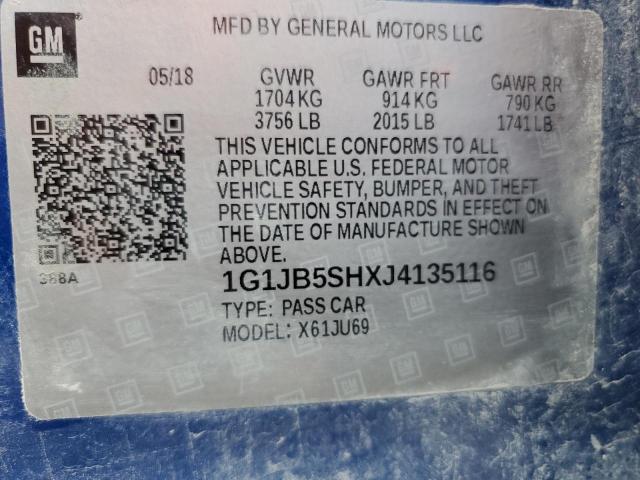 GM
MFD BY GENERAL MOTORS LLC
05/18 GVWR GAWR FRT GAWR RR
1704 KG 914 KG 790 KG
3756 LB 2015 LB 1741 LB
THIS VEHICLE CONFORMS TO ALL
APPLICABLE U.S. FEDERAL MOTOR
VEHICLE SAFETY, BUMPER, AND THEFT
PREVENTION STANDARDS IN EFFECT ON
THE DATE OF MANUFACTURE SHOWN
ABOVE.
388A
1G1JB5SHXJ4135116
TYPE: PASS CAR
MODEL: X61JU69